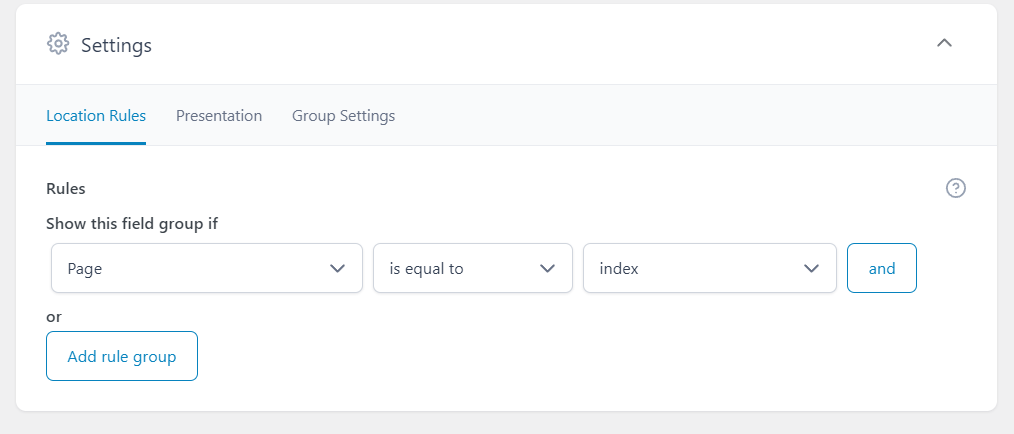 Settings
Location Rules Presentation Group Settings
Rules
Show this field group if
Page is equal to index and
or
Add rule group